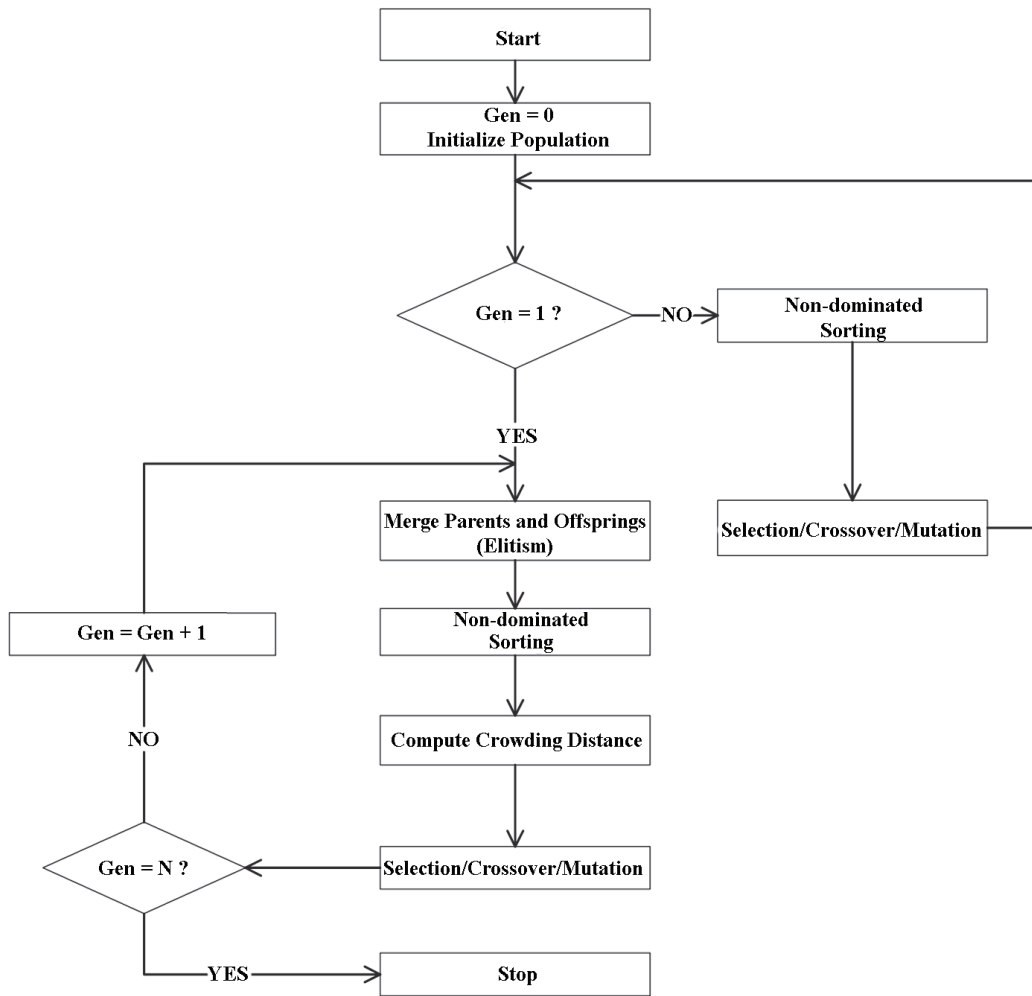 Start
Gen = 0
Initialize Population
Gen = 1 ?
NO
Non-dominated
Sorting
YES
Selection/Crossover/Mutation
Merge Parents and Offsprings
(Elitism)
Non-dominated
Sorting
Gen = Gen + 1
Compute Crowding Distance
NO
Selection/Crossover/Mutation
Gen = N ?
YES
Stop